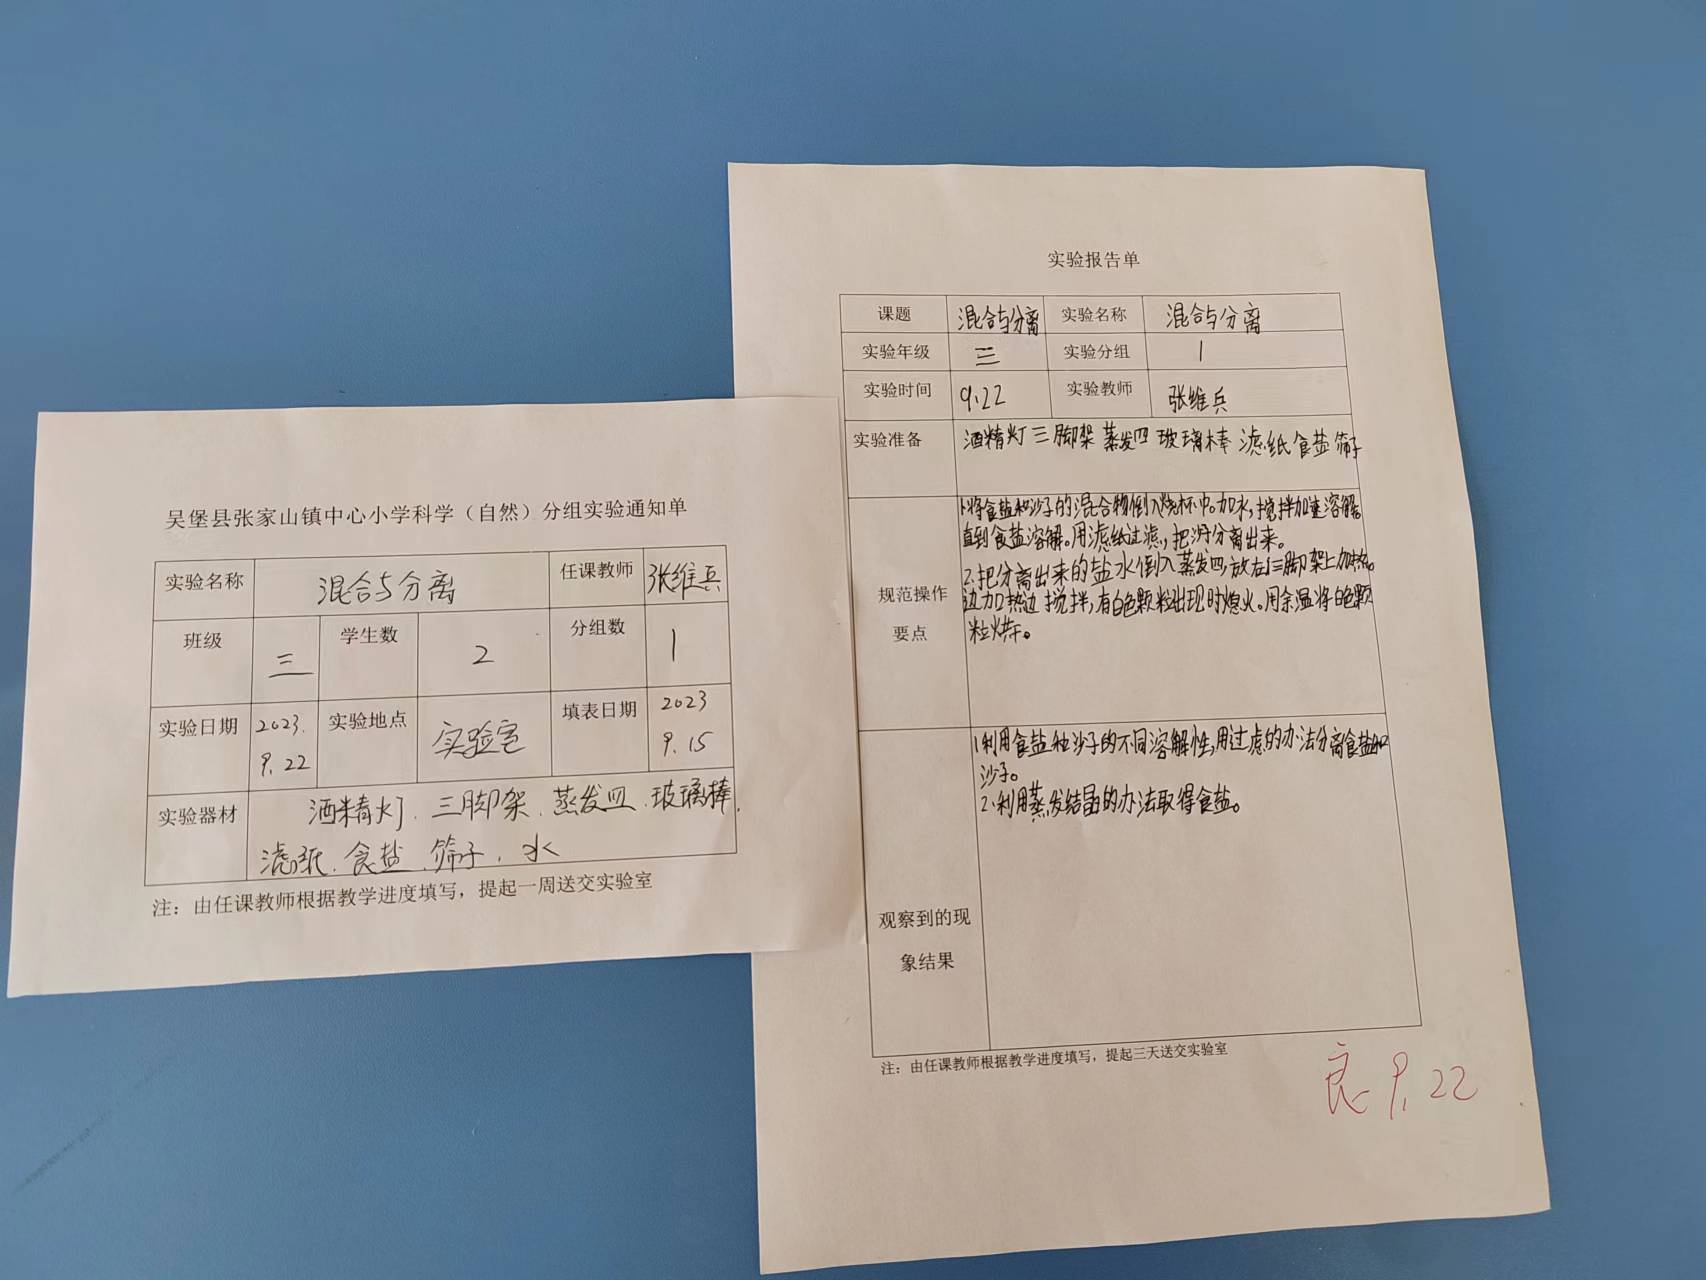 吴堡县张家山镇中心小学科学（自然）分组实验通知单
实验名称 混合与分离 任课教师 张维兵
班级 三 学生数 2 分组数 1
实验日期 2023.9.22 实验地点 实验室 填表日期 2023 9.15
实验器材 酒精灯.三脚架.蒸发皿.玻璃棒.
滤纸.食盐.筛子.水
注：由任课教师根据教学进度填写，提起一周送交实验室
实验报告单
课题 混合与分离 实验名称 混合与分离
实验年级 三 实验分组 1
实验时间 9.22 实验教师 张维兵
实验准备 酒精灯 三脚架 蒸发皿 玻璃棒 滤纸 食盐 筛子
规范操作
要点
1.将食盐和沙子的混合物倒入烧杯中。加水,搅拌加速溶解。
直到食盐溶解。用滤纸过滤,把沙子分离出来。
2.把分离出来的盐水倒入蒸发皿,放在三脚架上加热。
边加热边搅拌,有白色颗粒出现时熄火。用余温将白色颗
粒烘干。
观察到的现
象结果
1.利用食盐和沙子的不同溶解性,用过虑的办法分离食盐和
沙子。
2.利用蒸发结晶的办法取得食盐。
注：由任课教师根据教学进度填写，提起三天送交实验室
良 9.22